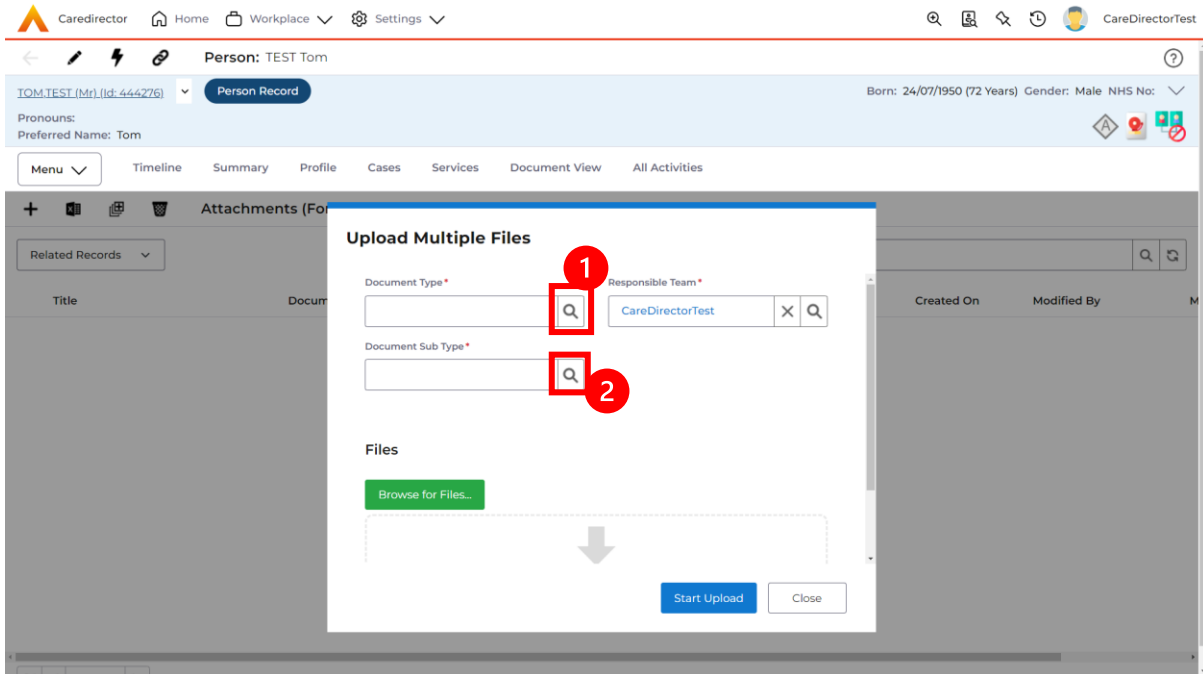 Caredirector Home Workplace Settings CareDirectorTest
Person: TEST Tom ?
TOM,TEST (Mr) (Id: 444276) Person Record Born: 24/07/1950 (72 Years) Gender: Male NHS No:
Pronouns:
Preferred Name: Tom A
Menu Timeline Summary Profile Cases Services Document View All Activities
Attachments (For
Upload Multiple Files
Related Records
1
Document Type* Responsible Team*
Title Docum Created On Modified By M
CareDirectorTest
Document Sub Type*
2
Files
Browse for Files...
Start Upload Close